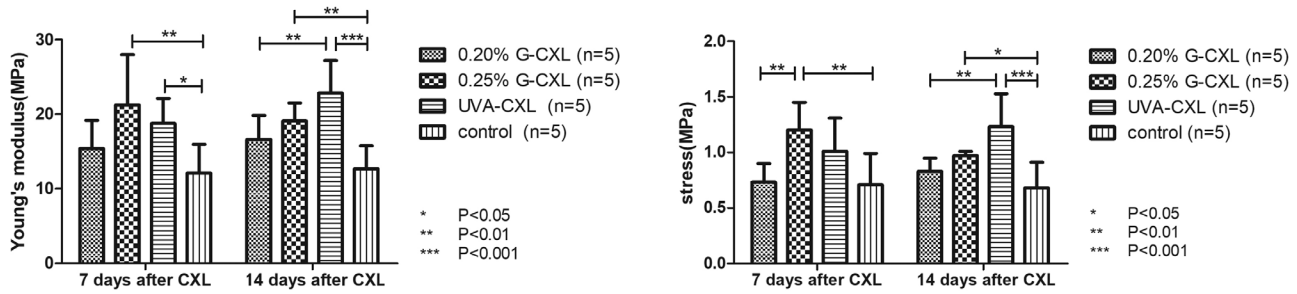 ** 
** ** ***
*
30
20
10
0
Young's modulus(MPa)
7 days after CXL
14 days after CXL
0.20% G-CXL (n=5)
0.25% G-CXL (n=5)
UVA-CXL (n=5)
control (n=5)
* P<0.05
** P<0.01
*** P<0.001
*
** ** ** ***
2.0
1.5
1.0
0.5
0.0
stress(MPa)
7 days after CXL
14 days after CXL
0.20% G-CXL (n=5)
0.25% G-CXL (n=5)
UVA-CXL (n=5)
control (n=5)
* P<0.05
** P<0.01
*** P<0.001